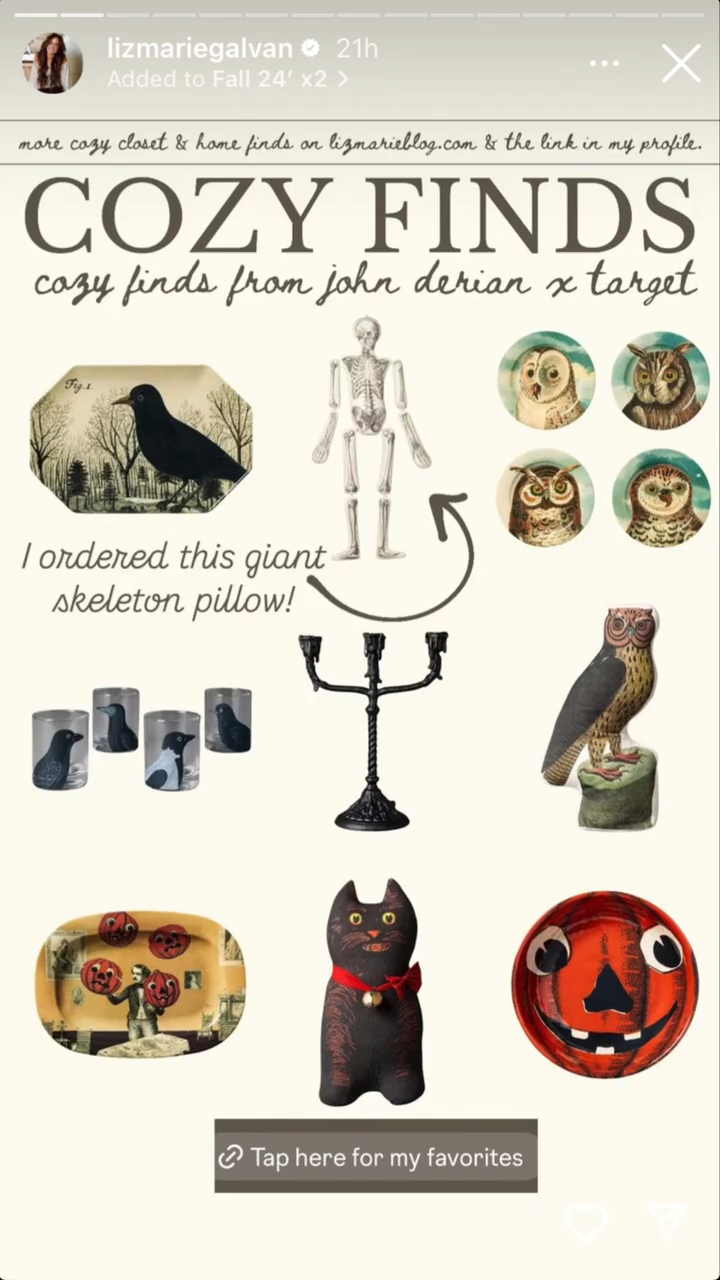 lizmariegalvan 21h
Added to Fall 24’ x2 >
more cozy closet & home finds on lizmarieblog.com & the link in my profile.
COZY FINDS
cozy finds from john derian x target
Fig.1.
I ordered this giant
skeleton pillow!
Tap here for my favorites